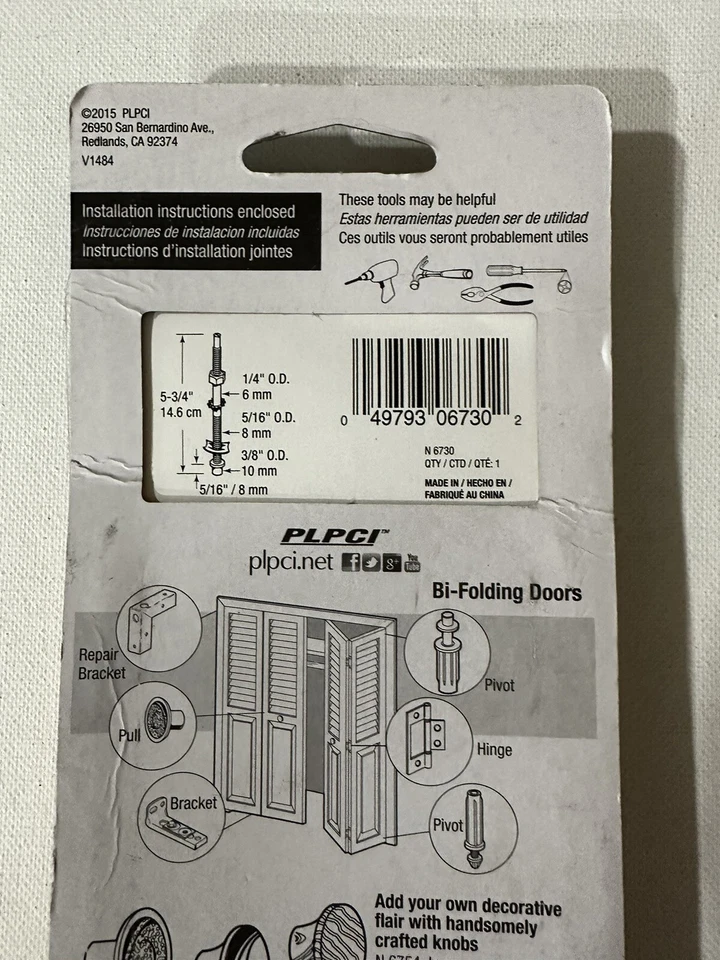 ©2015 PLPCI
26950 San Bernardino Ave.,
Redlands, CA 92374
V1484
Installation instructions enclosed
Instrucciones de instalacion incluidas
Instructions d'installation jointes
These tools may be helpful
Estas herramientas pueden ser de utilidad
Ces outils vous seront probablement utiles
5-3/4"
14.6 cm
1/4" O.D.
6 mm
5/16" O.D.
8 mm
3/8" O.D.
10 mm
5/16" / 8 mm
0 49793 06730 2
N 6730
QTY / CTD / QTÉ: 1
MADE IN / HECHO EN /
FABRIQUÉ AU CHINA
PLPCI™
plpci.net f 8+ You Tube
Bi-Folding Doors
Repair
Bracket
Pull
Bracket
Pivot
Hinge
Pivot
Add your own decorative
flair with handsomely
crafted knobs